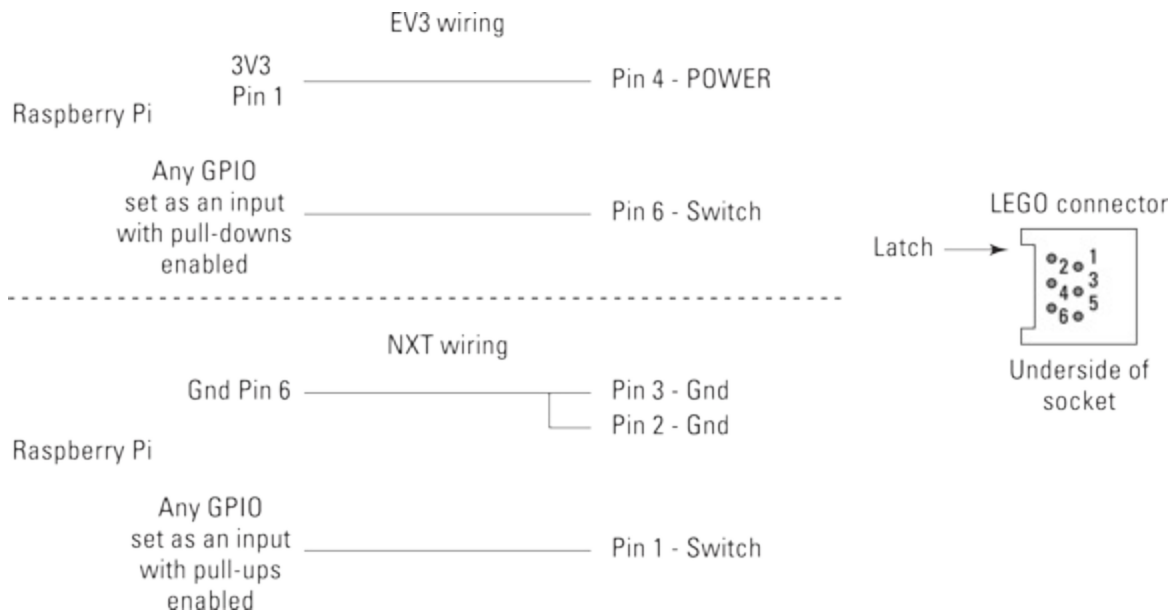 EV3 wiring
3V3
Pin 1
Pin 4 - POWER
Raspberry Pi
Any GPIO
set as an input
with pull-downs
enabled
Pin 6 - Switch
LEGO connector
Latch
1
2
3
4
5
6
Underside of
socket
NXT wiring
Gnd Pin 6
Pin 3 - Gnd
Pin 2 - Gnd
Raspberry Pi
Any GPIO
set as an input
with pull-ups
enabled
Pin 1 - Switch